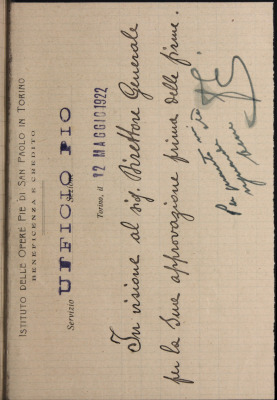 ISTITUTO DELLE OPERE PIE DI SAN PAOLO IN TORINO
BENEFICENZA E CREDITO
Servizio UFFICIO PIO
Torino, il 12 MAGGIO 1922
In visione al sig. Direttore Generale
per la Sua approvazione prima delle firme.